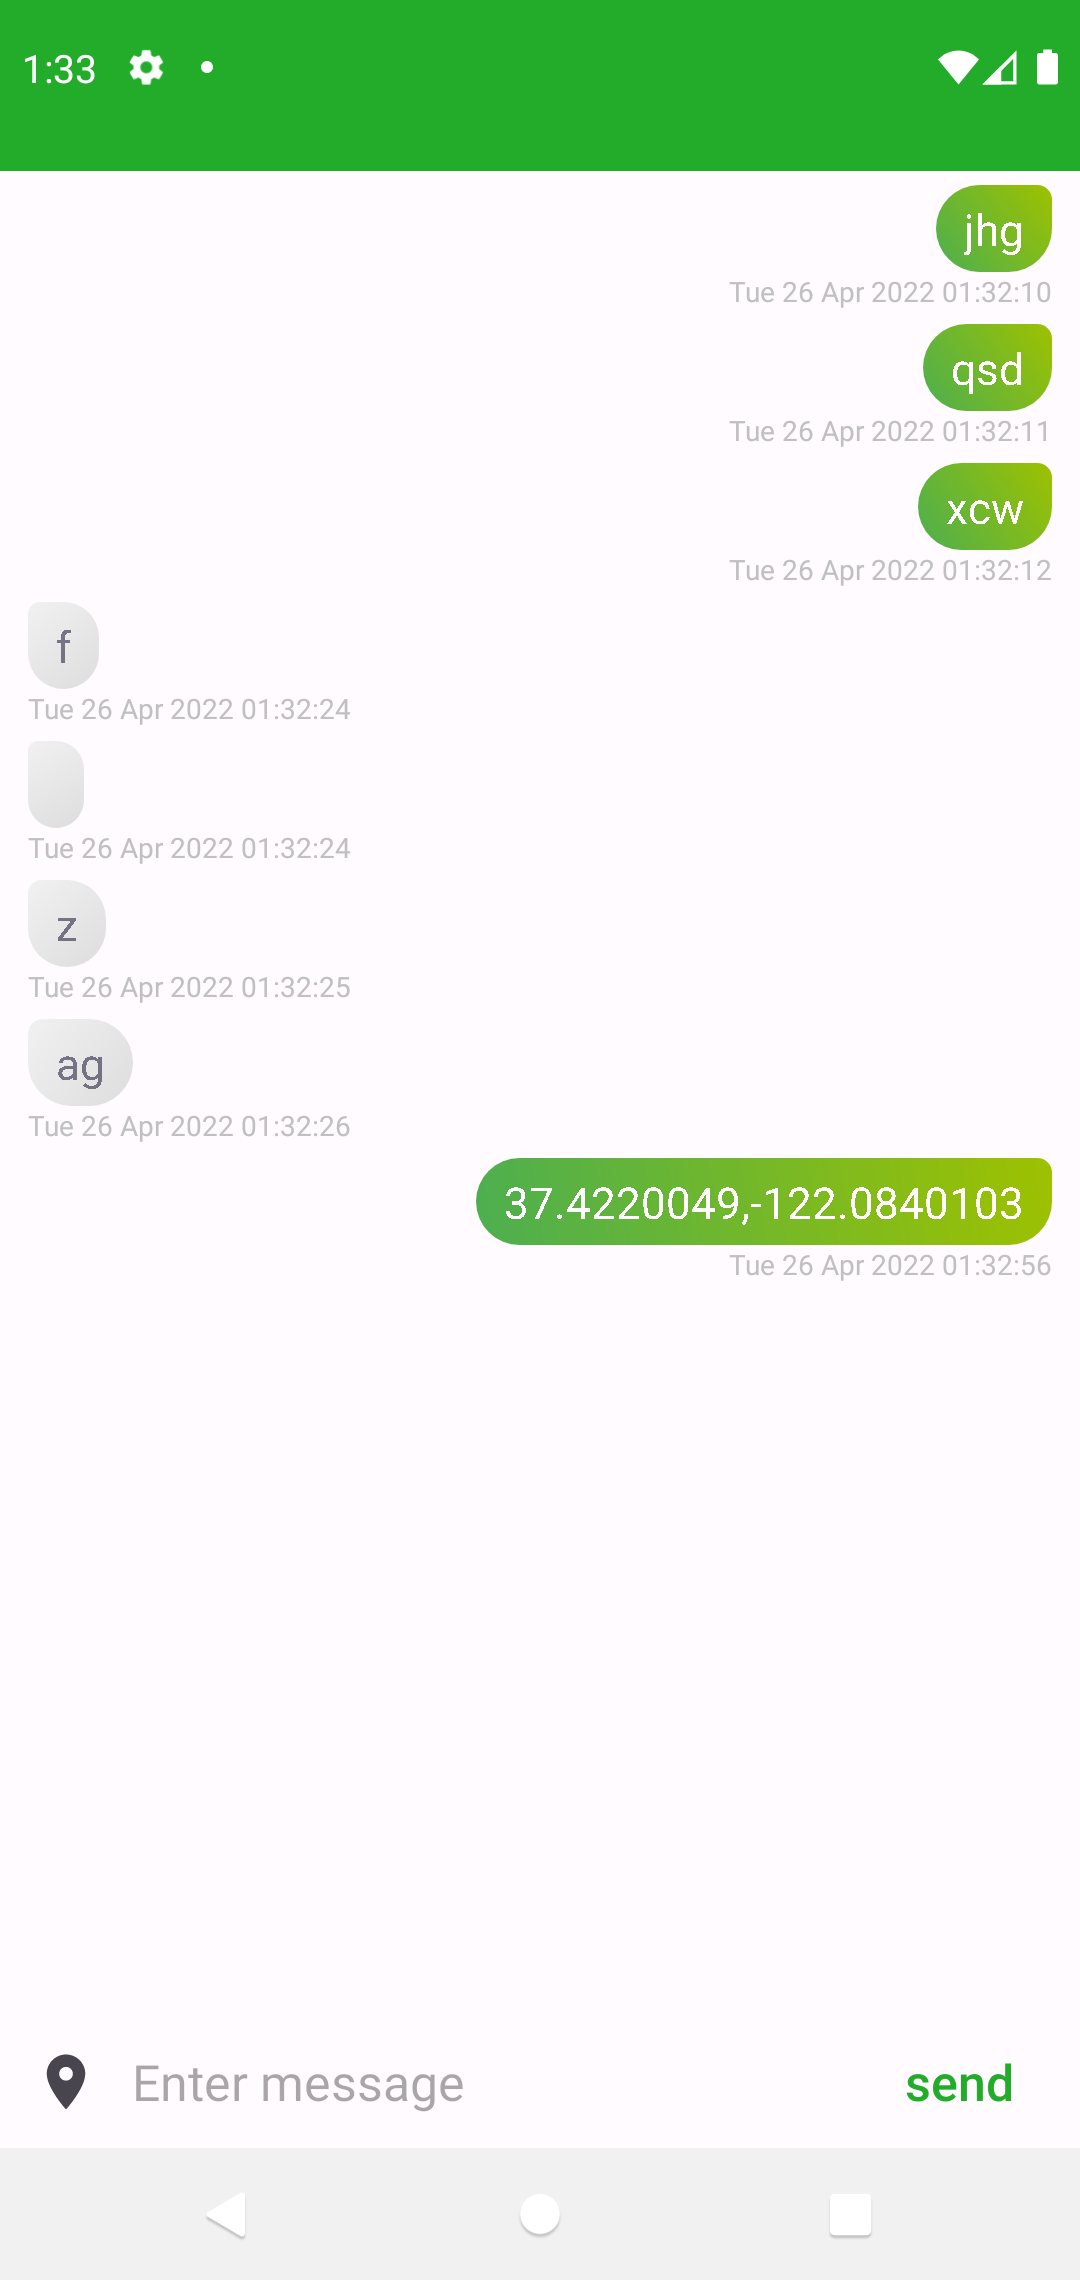 1:33
jhg
Tue 26 Apr 2022 01:32:10
qsd
Tue 26 Apr 2022 01:32:11
xcw
Tue 26 Apr 2022 01:32:12
f
Tue 26 Apr 2022 01:32:24
Tue 26 Apr 2022 01:32:24
z
Tue 26 Apr 2022 01:32:25
ag
Tue 26 Apr 2022 01:32:26
37.4220049,-122.0840103
Tue 26 Apr 2022 01:32:56
Enter message
send